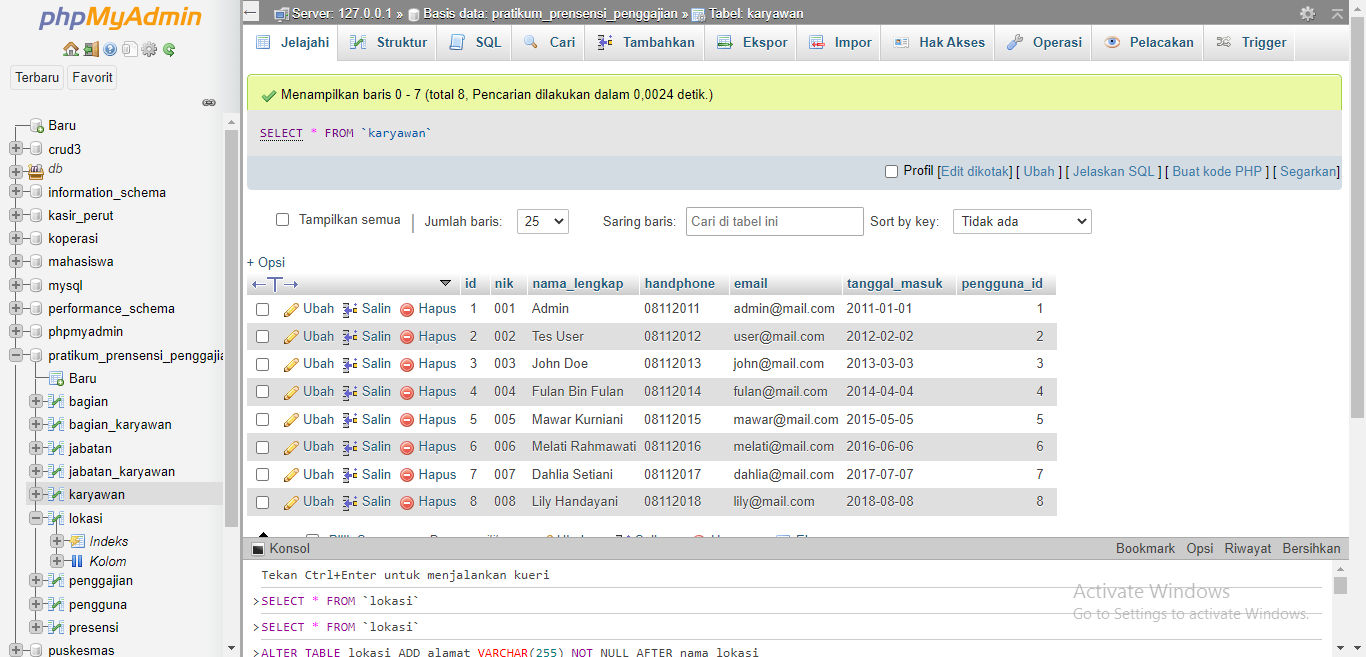 phpMyAdmin
Terbaru Favorit
Baru
crud3
db
information_schema
kasir_perut
koperasi
mahasiswa
mysql
performance_schema
phpmyadmin
pratikum_prensensi_penggajia
Baru
bagian
bagian_karyawan
jabatan
jabatan_karyawan
karyawan
lokasi
Indeks
Kolom
penggajian
pengguna
presensi
puskesmas
Server: 127.0.0.1 » Basis data: pratikum_prensensi_penggajian » Tabel: karyawan
Jelajahi Struktur SQL Cari Tambahkan Ekspor Impor Hak Akses Operasi Pelacakan Trigger
Menampilkan baris 0 - 7 (total 8, Pencarian dilakukan dalam 0,0024 detik.)
SELECT * FROM `karyawan`
Profil [Edit dikotak] [ Ubah ] [ Jelaskan SQL ] [ Buat kode PHP ] [ Segarkan]
Tampilkan semua | Jumlah baris: 25 Saring baris: Cari di tabel ini Sort by key: Tidak ada
+ Opsi
←T→ id nik nama_lengkap handphone email tanggal_masuk pengguna_id
Ubah Salin Hapus 1 001 Admin 08112011 admin@mail.com 2011-01-01 1
Ubah Salin Hapus 2 002 Tes User 08112012 user@mail.com 2012-02-02 2
Ubah Salin Hapus 3 003 John Doe 08112013 john@mail.com 2013-03-03 3
Ubah Salin Hapus 4 004 Fulan Bin Fulan 08112014 fulan@mail.com 2014-04-04 4
Ubah Salin Hapus 5 005 Mawar Kurniani 08112015 mawar@mail.com 2015-05-05 5
Ubah Salin Hapus 6 006 Melati Rahmawati 08112016 melati@mail.com 2016-06-06 6
Ubah Salin Hapus 7 007 Dahlia Setiani 08112017 dahlia@mail.com 2017-07-07 7
Ubah Salin Hapus 8 008 Lily Handayani 08112018 lily@mail.com 2018-08-08 8
Konsol Bookmark Opsi Riwayat Bersihkan
Tekan Ctrl+Enter untuk menjalankan kueri
>SELECT * FROM `lokasi`
>SELECT * FROM `lokasi`
>ALTER TABLE lokasi ADD alamat VARCHAR(255) NOT NULL AFTER nama_lokasi
Activate Windows
Go to Settings to activate Windows.